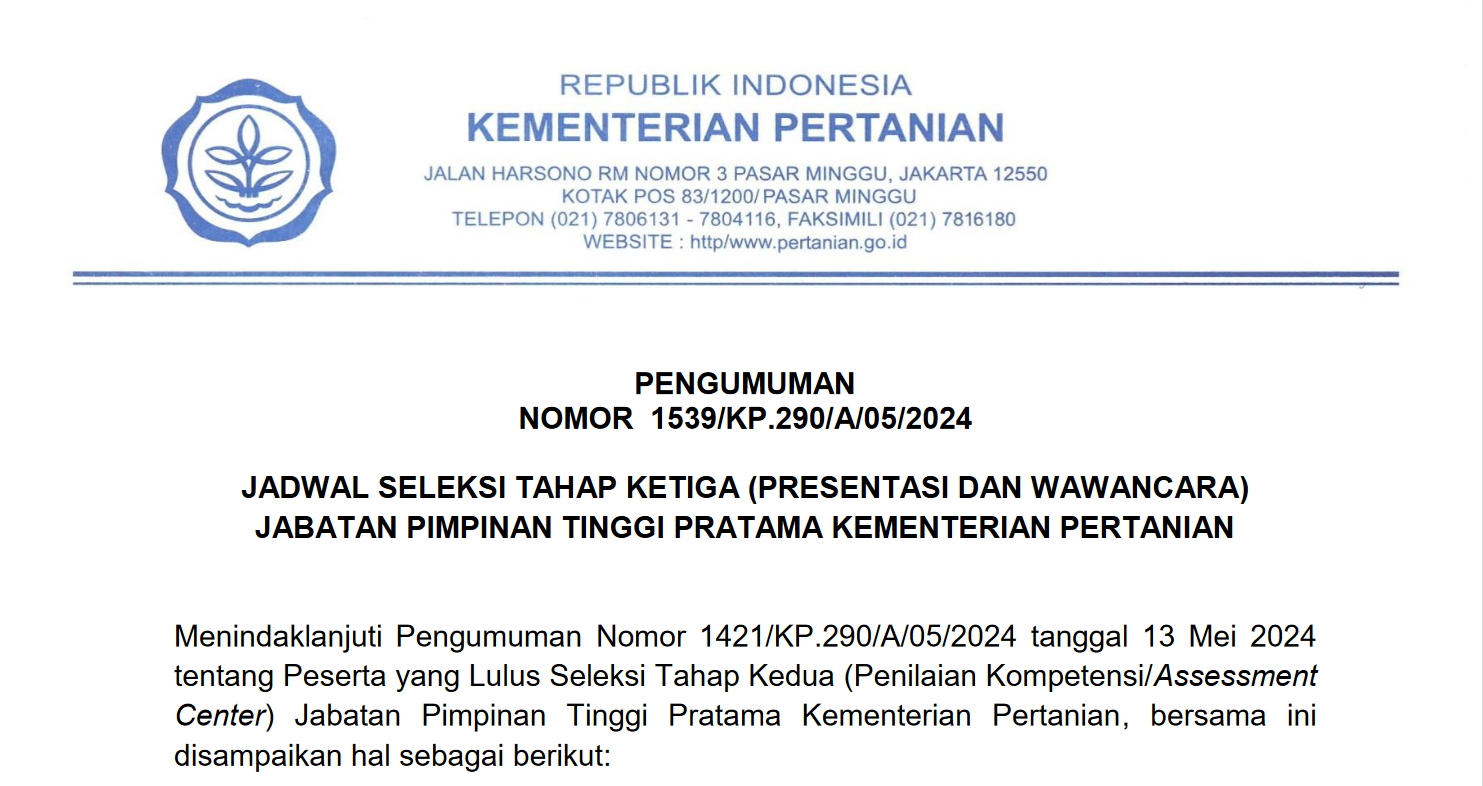 REPUBLIK INDONESIA
KEMENTERIAN PERTANIAN
JALAN HARSONO RM NOMOR 3 PASAR MINGGU, JAKARTA 12550
KOTAK POS 83/1200/ PASAR MINGGU
TELEPON (021) 7806131 - 7804116, FAKSIMILI (021) 7816180
WEBSITE : http/www.pertanian.go.id
PENGUMUMAN
NOMOR 1539/KP.290/A/05/2024
JADWAL SELEKSI TAHAP KETIGA (PRESENTASI DAN WAWANCARA)
JABATAN PIMPINAN TINGGI PRATAMA KEMENTERIAN PERTANIAN
Menindaklanjuti Pengumuman Nomor 1421/KP.290/A/05/2024 tanggal 13 Mei 2024
tentang Peserta yang Lulus Seleksi Tahap Kedua (Penilaian Kompetensi/Assessment
Center) Jabatan Pimpinan Tinggi Pratama Kementerian Pertanian, bersama ini
disampaikan hal sebagai berikut: